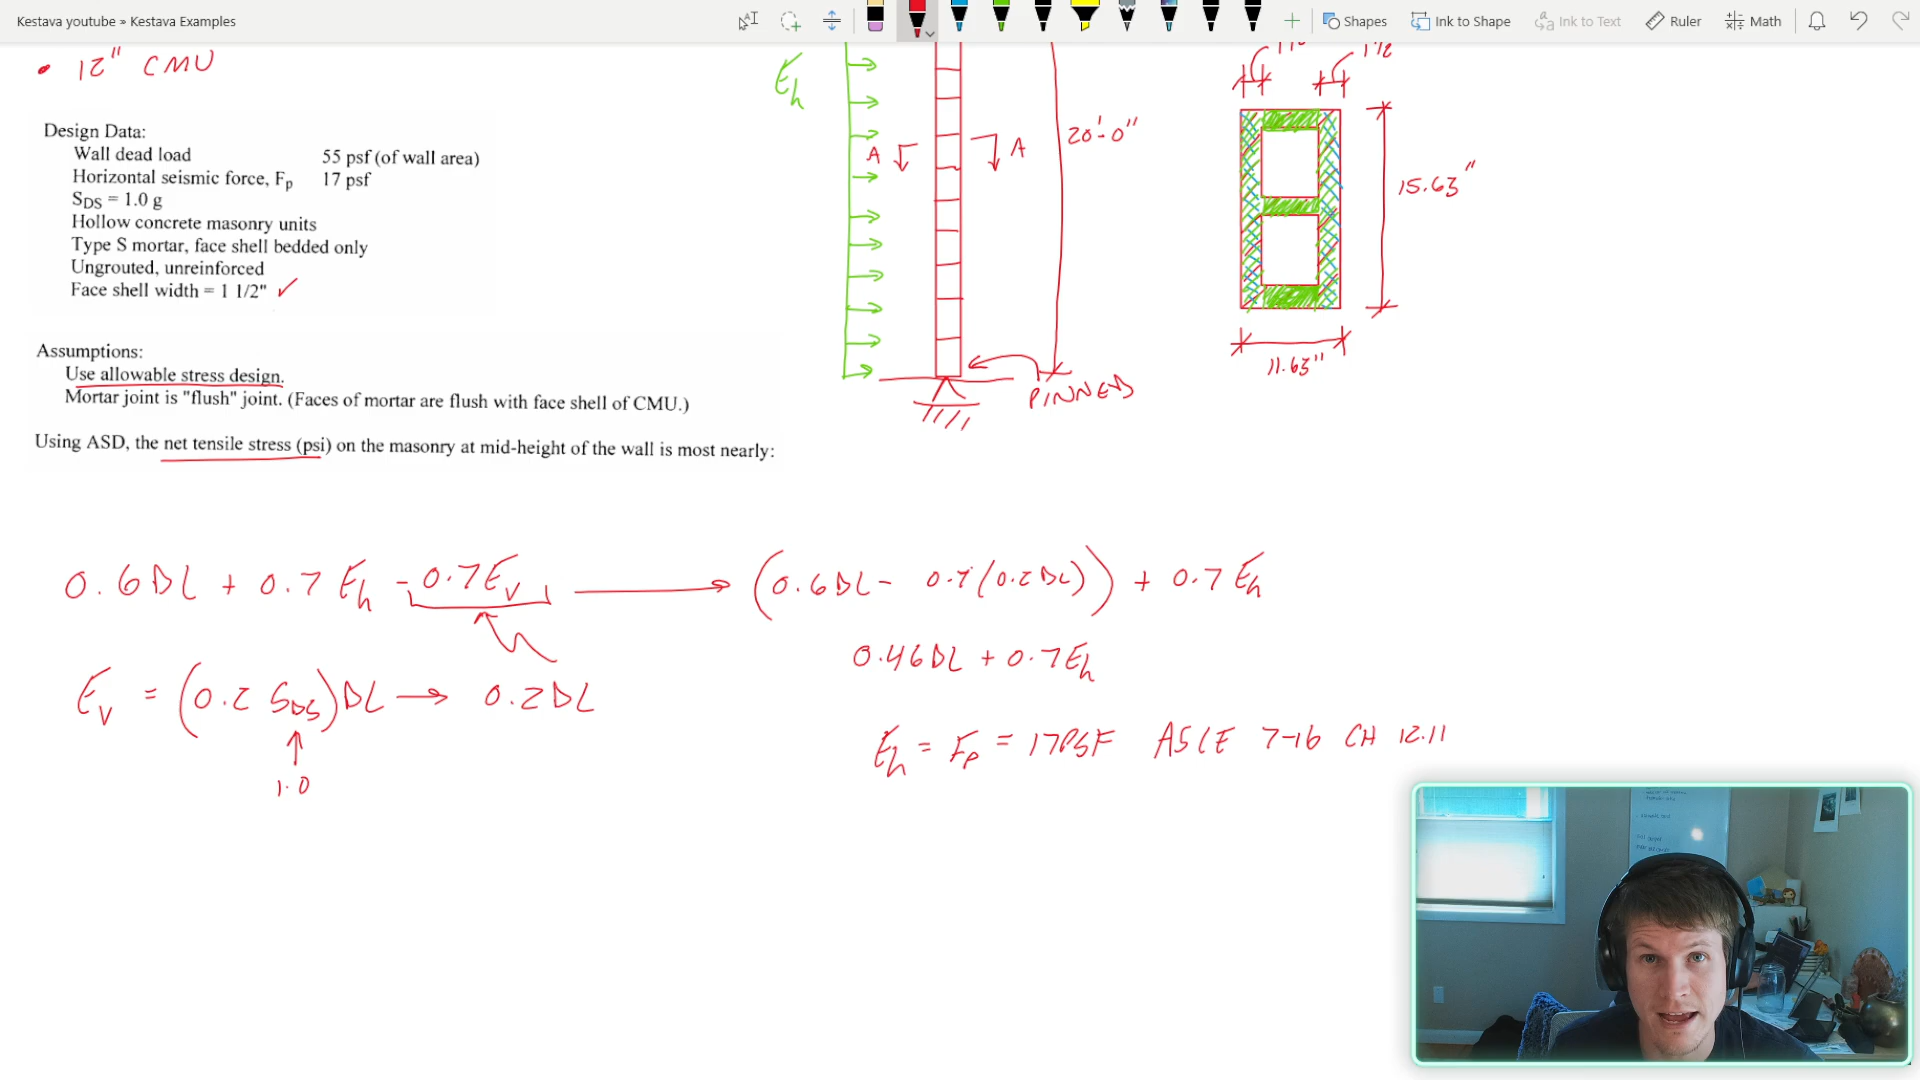 Kestava youtube » Kestava Examples
Shapes
Ink to Shape
Ink to Text
Ruler
Math
• 12" CMU
Design Data:
Wall dead load 55 psf (of wall area)
Horizontal seismic force, Fp 17 psf
SDS = 1.0 g
Hollow concrete masonry units
Type S mortar, face shell bedded only
Ungrouted, unreinforced
Face shell width = 1 1/2" ✓
Assumptions:
Use allowable stress design.
Mortar joint is "flush" joint. (Faces of mortar are flush with face shell of CMU.)
Using ASD, the net tensile stress (psi) on the masonry at mid-height of the wall is most nearly:
Eh
A
A
20'-0"
PINNED
15.63"
11.63"
0.6DL + 0.7Eh - 0.7Ev → (0.6DL - 0.7(0.2DL)) + 0.7Eh
0.46DL + 0.7Eh
Ev = (0.2 SDS)DL → 0.2DL
1.0
Eh = Fp = 17PSF ASCE 7-16 CH 12.11